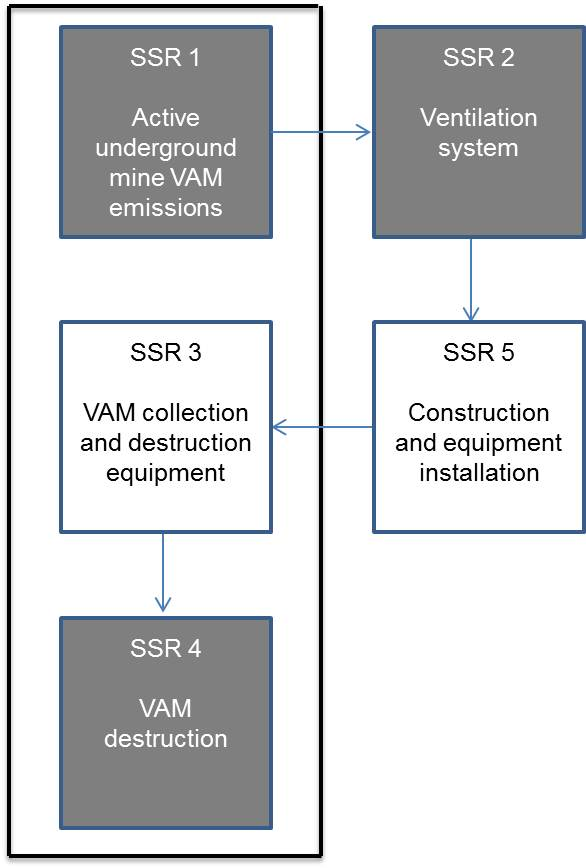 SSR 1
Active
underground
mine VAM
emissions
SSR 2
Ventilation
system
SSR 3
VAM collection
and destruction
equipment
SSR 5
Construction
and equipment
installation
SSR 4
VAM
destruction